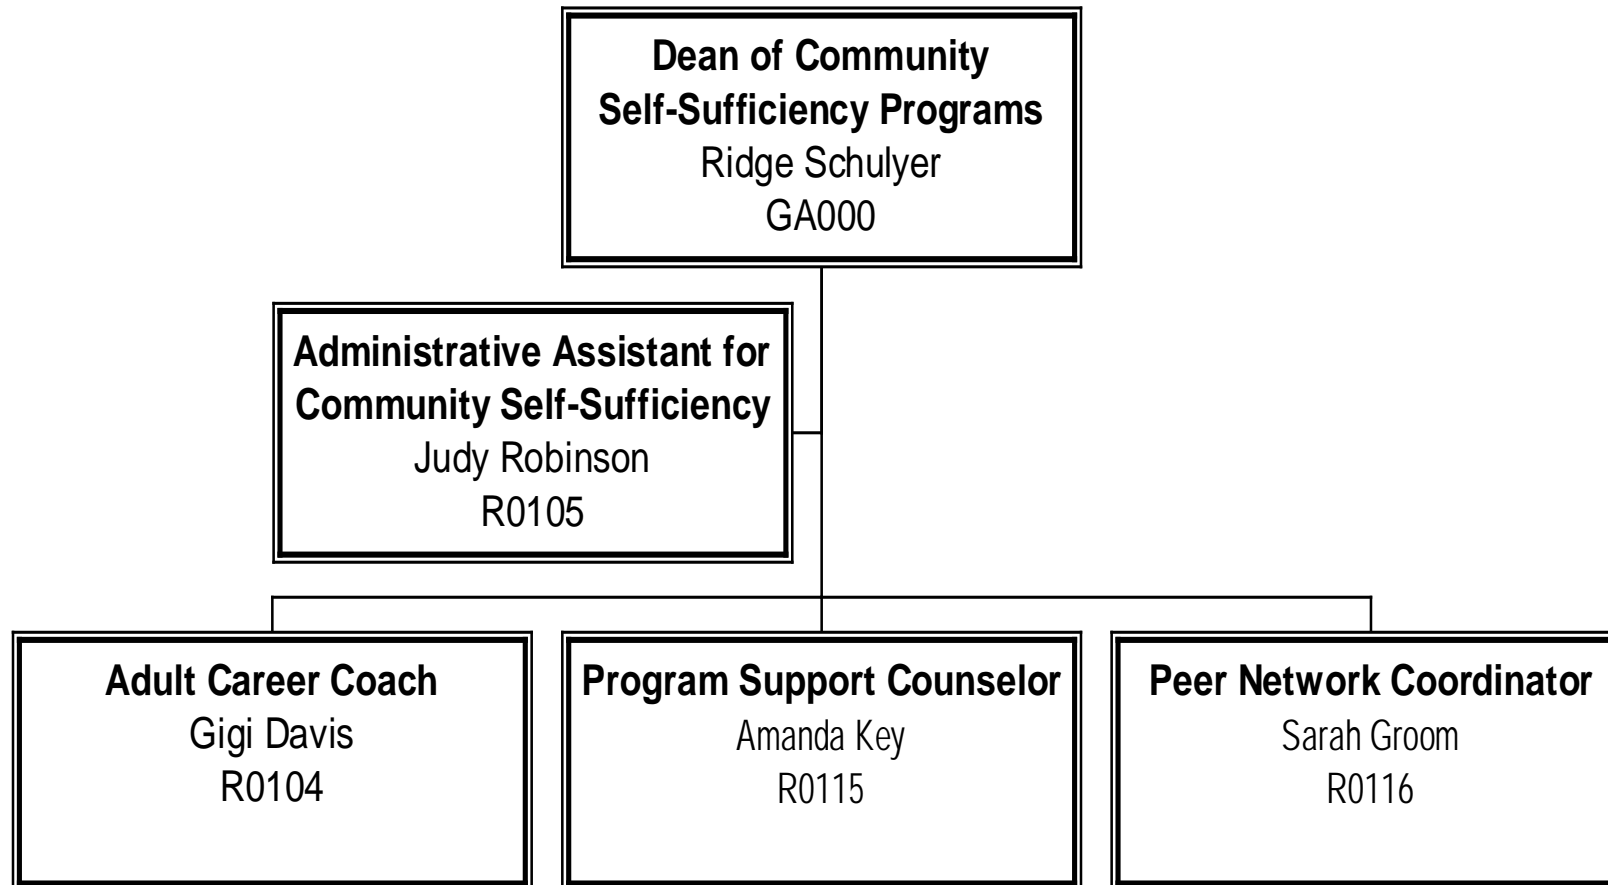 Dean of Community
Self-Sufficiency Programs
Ridge Schulyer
GA000
Administrative Assistant for
Community Self-Sufficiency
Judy Robinson
R0105
Adult Career Coach
Gigi Davis
R0104
Program Support Counselor
Amanda Key
R0115
Peer Network Coordinator
Sarah Groom
R0116